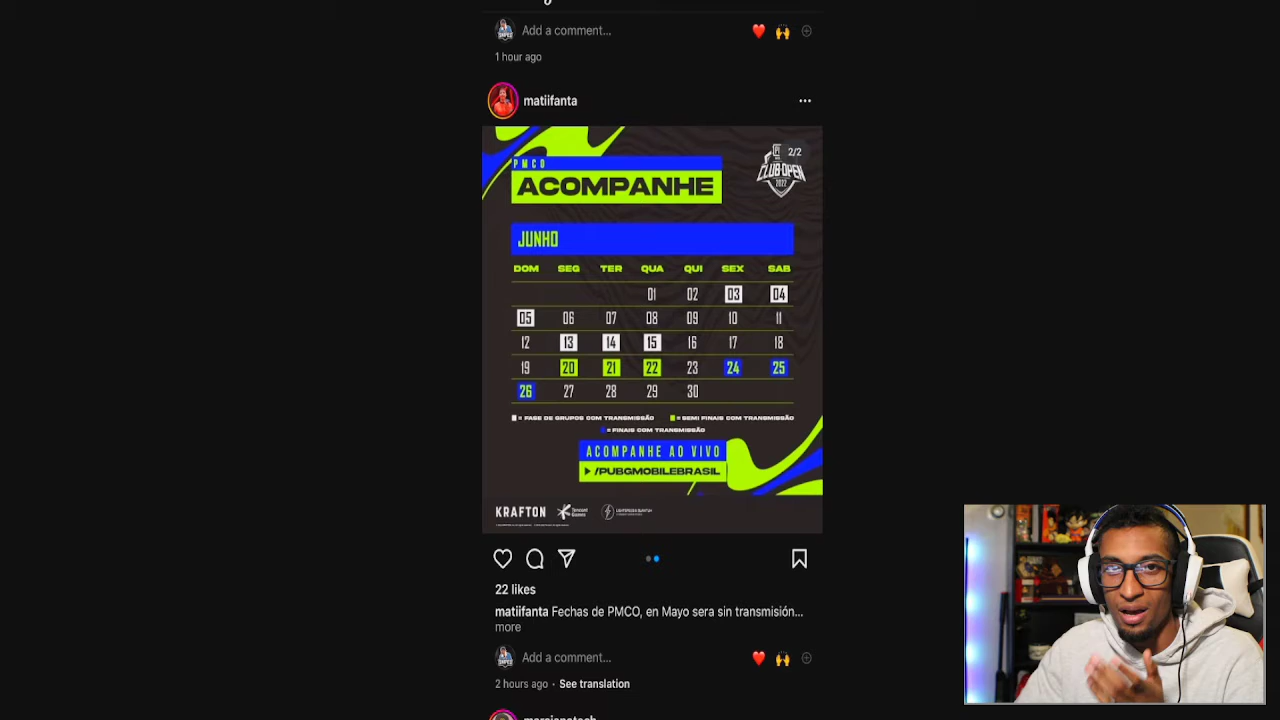 Add a comment...
1 hour ago
matiifanta
PMCO
ACOMPANHE
2/2
CLUB OPEN
2022
JUNHO
DOM SEG TER QUA QUI SEX SAB
01 02 03 04
05 06 07 08 09 10 11
12 13 14 15 16 17 18
19 20 21 22 23 24 25
26 27 28 29 30
= FASE DE GRUPOS COM TRANSMISSÃO = SEMI FINAIS COM TRANSMISSÃO
= FINAIS COM TRANSMISSÃO
ACOMPANHE AO VIVO
/PUBGMOBILEBRASIL
KRAFTON
22 likes
matiifanta Fechas de PMCO, en Mayo sera sin transmisión...
more
Add a comment...
2 hours ago • See translation